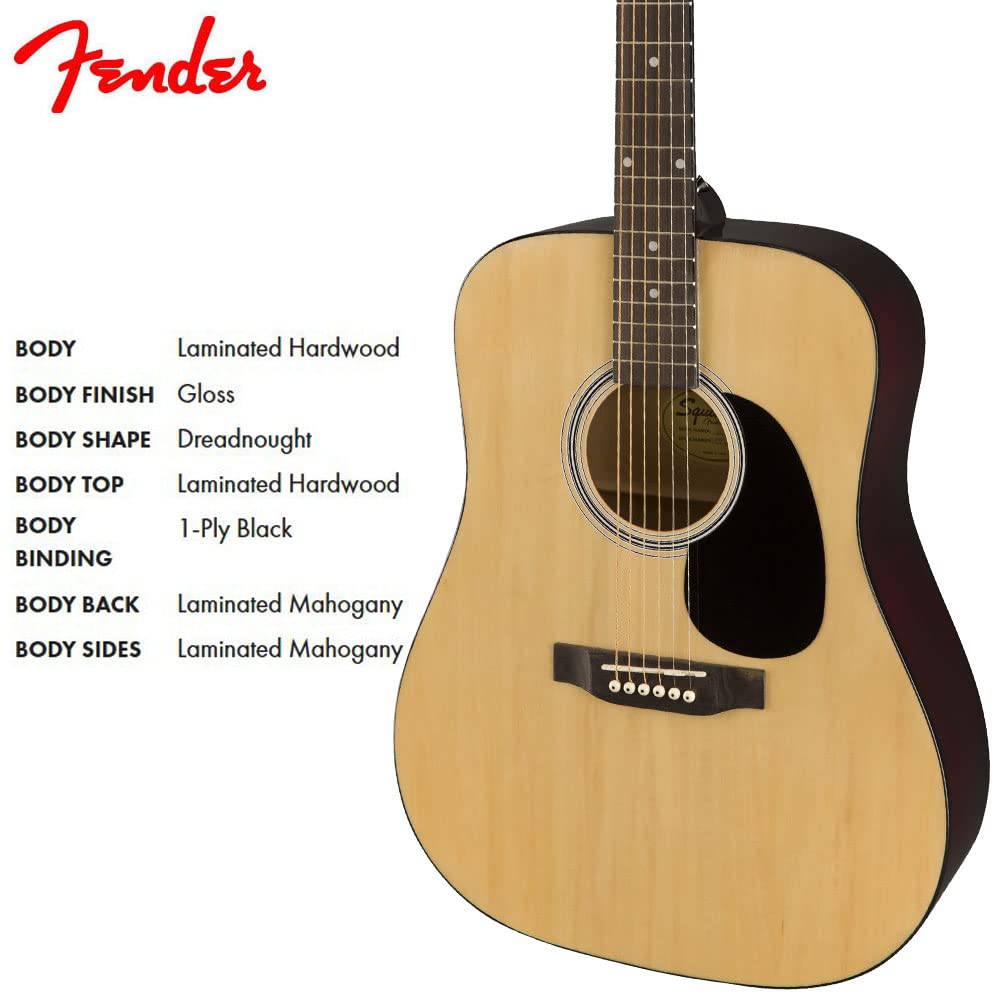 Fender
BODY Laminated Hardwood
BODY FINISH Gloss
BODY SHAPE Dreadnought
BODY TOP Laminated Hardwood
BODY BINDING 1-Ply Black
BODY BACK Laminated Mahogany
BODY SIDES Laminated Mahogany